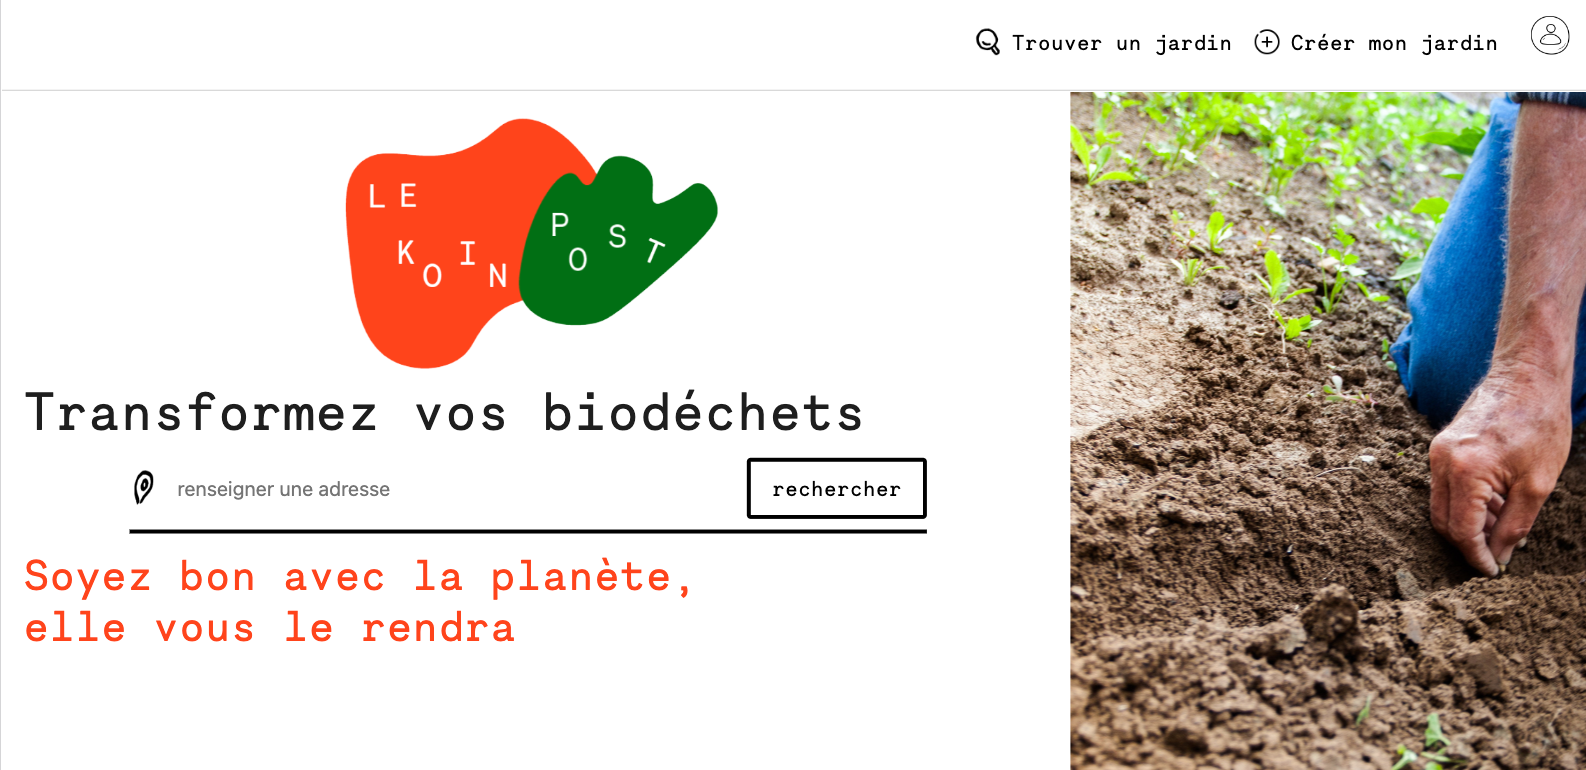 Trouver un jardin Créer mon jardin
LE
KOIN
POST
Transformez vos biodéchets
renseigner une adresse rechercher
Soyez bon avec la planète,
elle vous le rendra